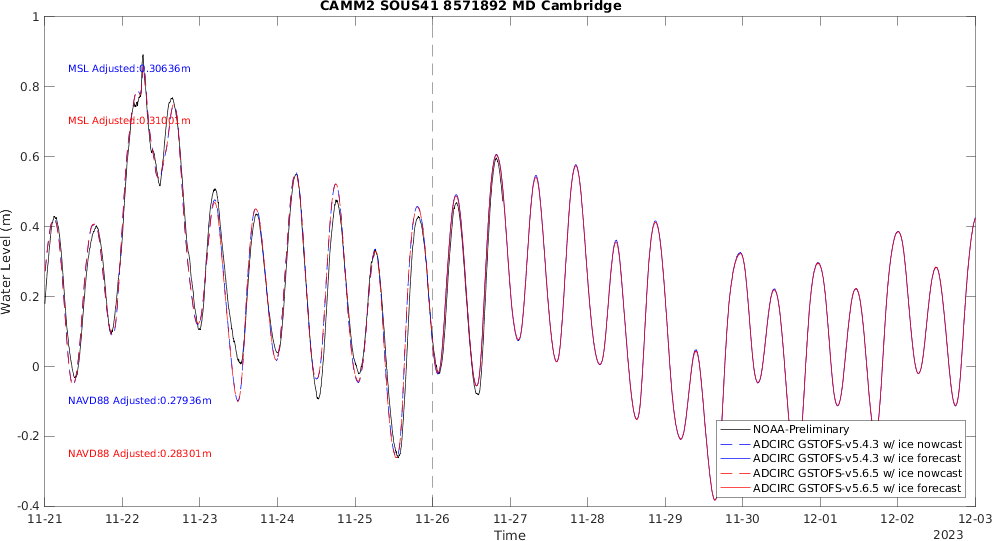 CAMM2 SOUS41 8571892 MD Cambridge
1
0.8
0.6
0.4
0.2
0
-0.2
-0.4
Water Level (m)
MSL Adjusted:0.30636m
MSL Adjusted:0.31001m
NAVD88 Adjusted:0.27936m
NAVD88 Adjusted:0.28301m
NOAA-Preliminary
ADCIRC GSTOFS-v5.4.3 w/ ice nowcast
ADCIRC GSTOFS-v5.4.3 w/ ice forecast
ADCIRC GSTOFS-v5.6.5 w/ ice nowcast
ADCIRC GSTOFS-v5.6.5 w/ ice forecast
11-21 11-22 11-23 11-24 11-25 11-26 11-27 11-28 11-29 11-30 12-01 12-02 12-03
Time
2023